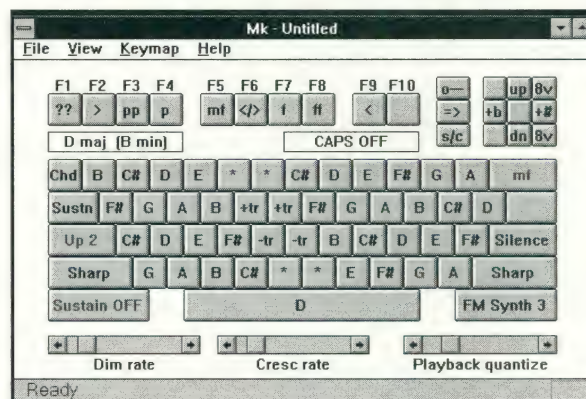 Mk - Untitled
File View Keymap Help
F1 F2 F3 F4 F5 F6 F7 F8 F9 F10
?? > pp p mf </> f ff < o— up 8v
=> +b +#
D maj (B min) CAPS OFF s/c dn 8v
Chd B C# D E * * C# D E F# G A mf
Sustn F# G A B +tr +tr F# G A B C# D
Up 2 C# D E F# -tr -tr B C# D E F# Silence
Sharp G A B C# * * E F# G A Sharp
Sustain OFF D FM Synth 3
Dim rate Cresc rate Playback quantize
Ready